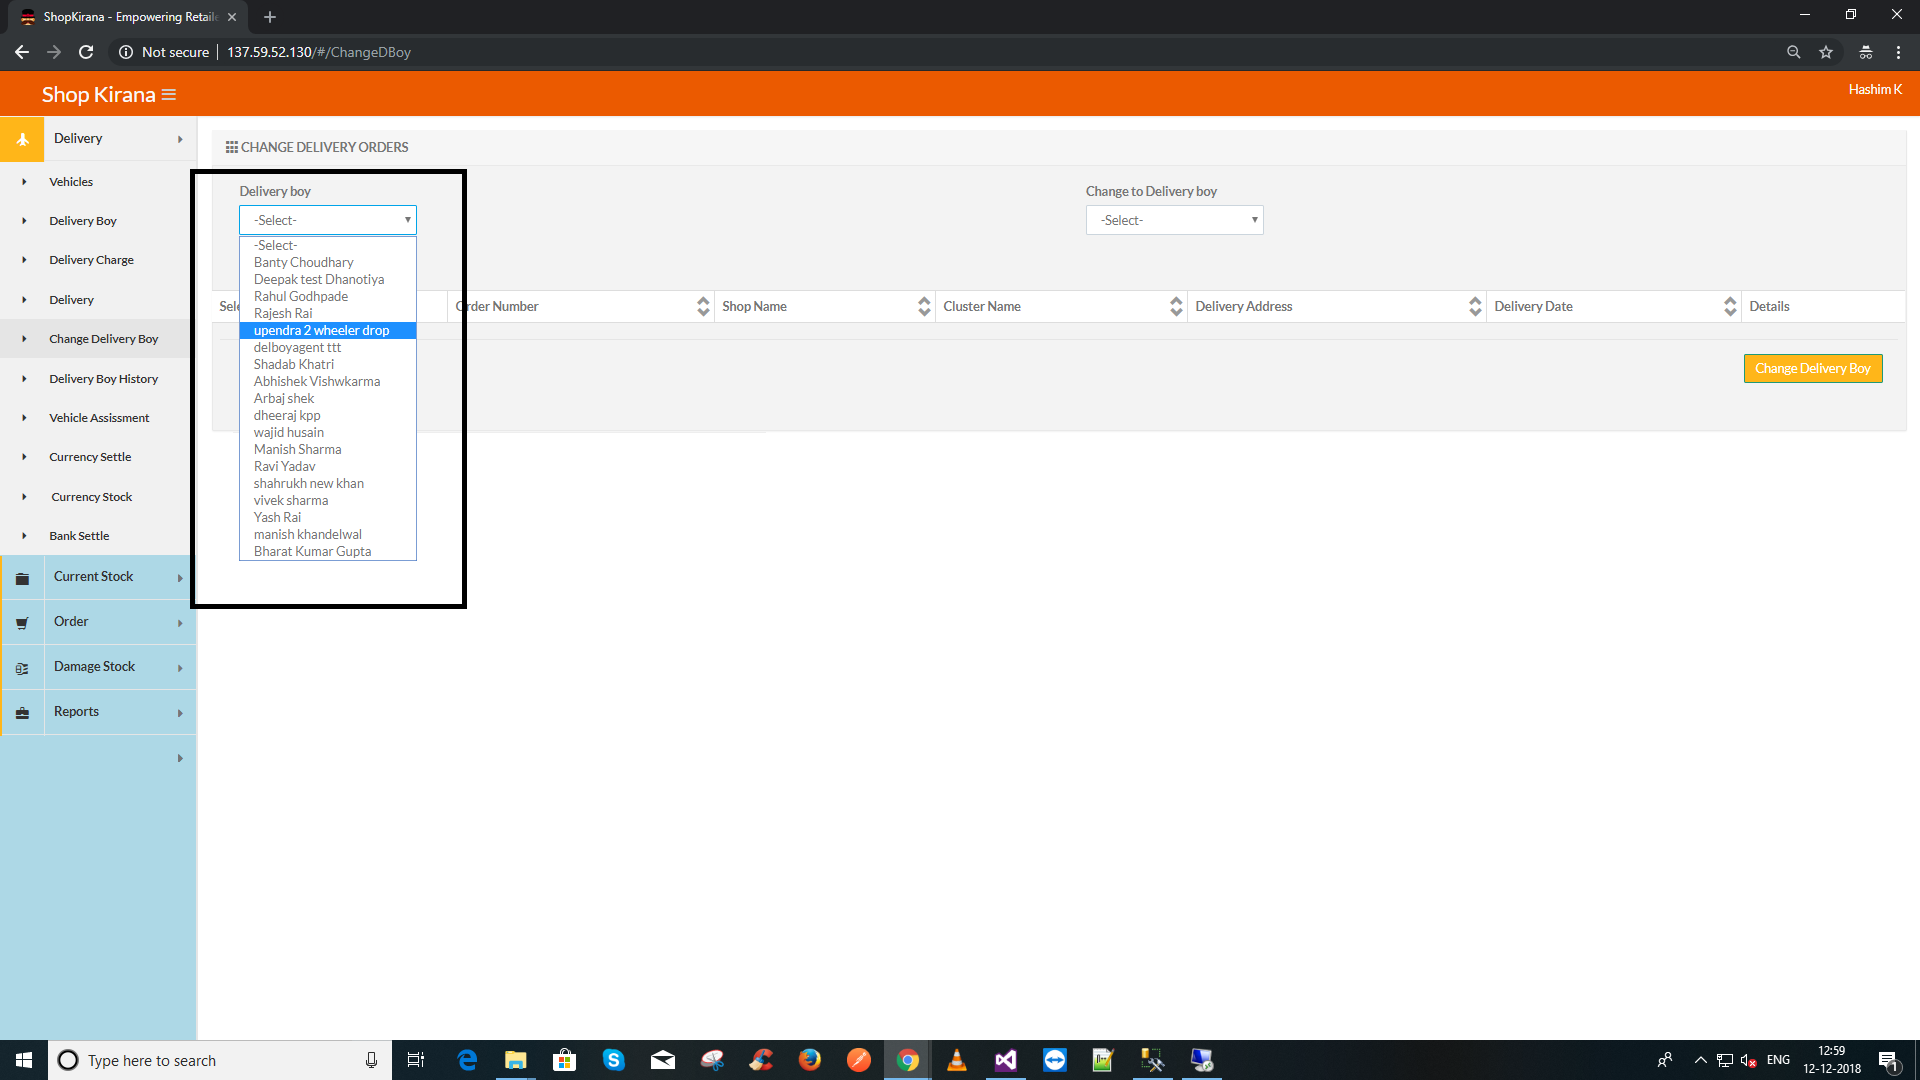 ShopKirana - Empowering Retaile
Not secure | 137.59.52.130/#/ChangeDBoy
Shop Kirana
Hashim K
Delivery
Vehicles
Delivery Boy
Delivery Charge
Delivery
Change Delivery Boy
Delivery Boy History
Vehicle Assissment
Currency Settle
Currency Stock
Bank Settle
Current Stock
Order
Damage Stock
Reports
CHANGE DELIVERY ORDERS
Delivery boy
-Select-
-Select-
Banty Choudhary
Deepak test Dhanotiya
Rahul Godhpade
Rajesh Rai
upendra 2 wheeler drop
delboyagent ttt
Shadab Khatri
Abhishek Vishwkarma
Arbaj shek
dheeraj kpp
wajid husain
Manish Sharma
Ravi Yadav
shahrukh new khan
vivek sharma
Yash Rai
manish khandelwal
Bharat Kumar Gupta
Change to Delivery boy
-Select-
Order Number Shop Name Cluster Name Delivery Address Delivery Date Details
Change Delivery Boy
Type here to search
ENG
12:59
12-12-2018
1